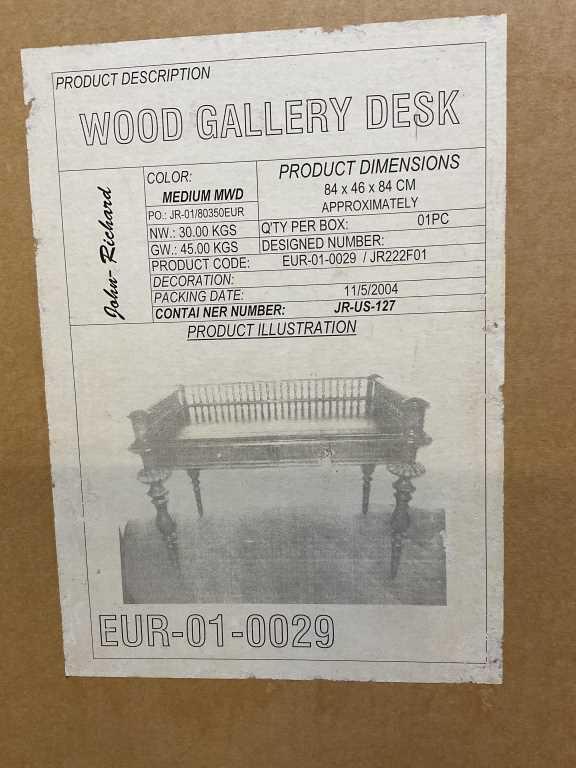 PRODUCT DESCRIPTION
WOOD GALLERY DESK
John-Richard
COLOR:
MEDIUM MWD
PO.: JR-01/80350EUR
NW.: 30.00 KGS
GW.: 45.00 KGS
PRODUCT DIMENSIONS
84 x 46 x 84 CM
APPROXIMATELY
Q'TY PER BOX: 01PC
DESIGNED NUMBER:
PRODUCT CODE: EUR-01-0029 / JR222F01
DECORATION:
PACKING DATE: 11/5/2004
CONTAI NER NUMBER: JR-US-127
PRODUCT ILLUSTRATION
EUR-01-0029